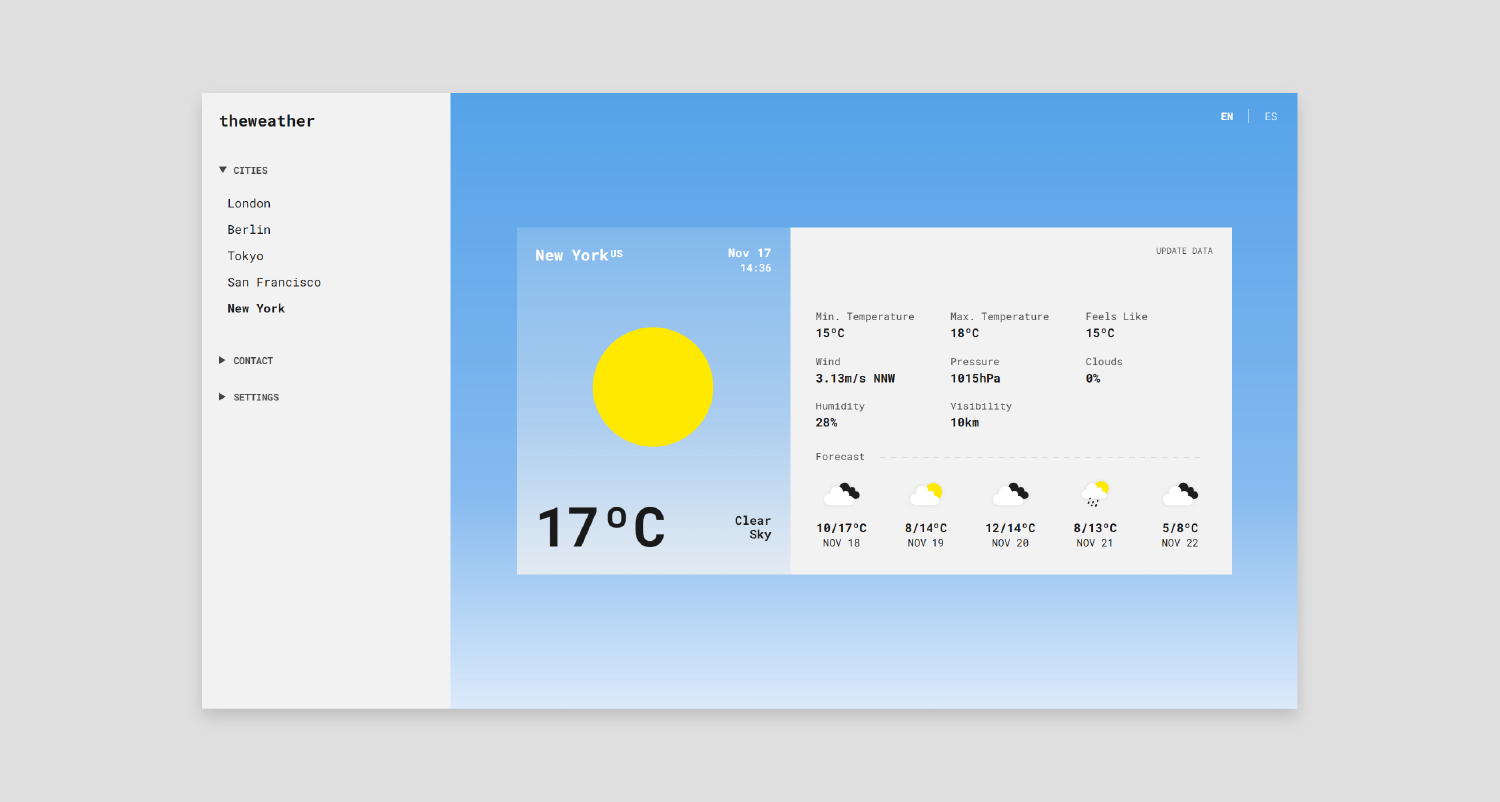 theweather
CITIES
London
Berlin
Tokyo
San Francisco
New York
CONTACT
SETTINGS
EN ES
New York US
Nov 17
14:36
17ºC
Clear
Sky
UPDATE DATA
Min. Temperature Max. Temperature Feels Like
15ºC 18ºC 15ºC
Wind Pressure Clouds
3.13m/s NNW 1015hPa 0%
Humidity Visibility
28% 10km
Forecast
10/17ºC 8/14ºC 12/14ºC 8/13ºC 5/8ºC
NOV 18 NOV 19 NOV 20 NOV 21 NOV 22